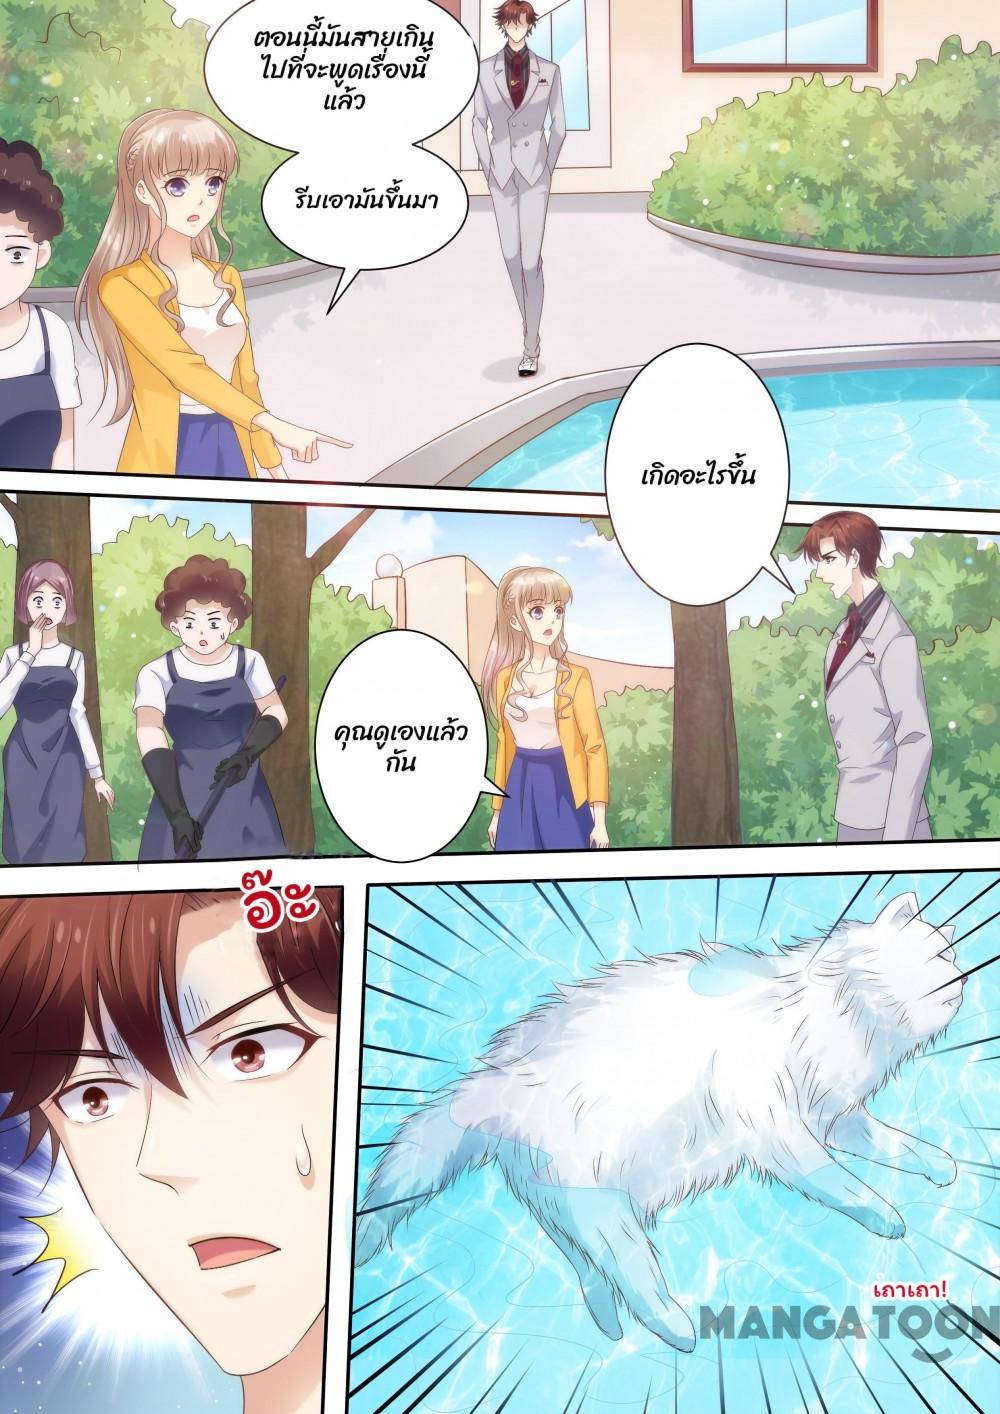 ตอนนี้มันสายเกิน
ไปที่จะพูดเรื่องนี้
แล้ว
รีบเอามันขึ้นมา
เกิดอะไรขึ้น
คุณดูเองแล้ว
กัน
อ๊ะ
เถาเถา!
MANGATOON